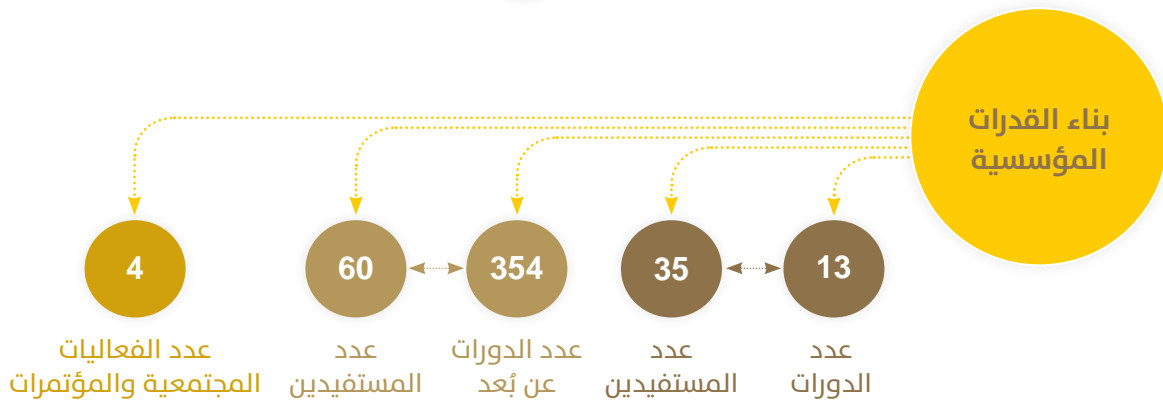 بناء القدرات
المؤسسية
13
عدد
الدورات
35
عدد
المستفيدين
354
عدد الدورات
عن بُعد
60
عدد
المستفيدين
4
عدد الفعاليات
المجتمعية والمؤتمرات